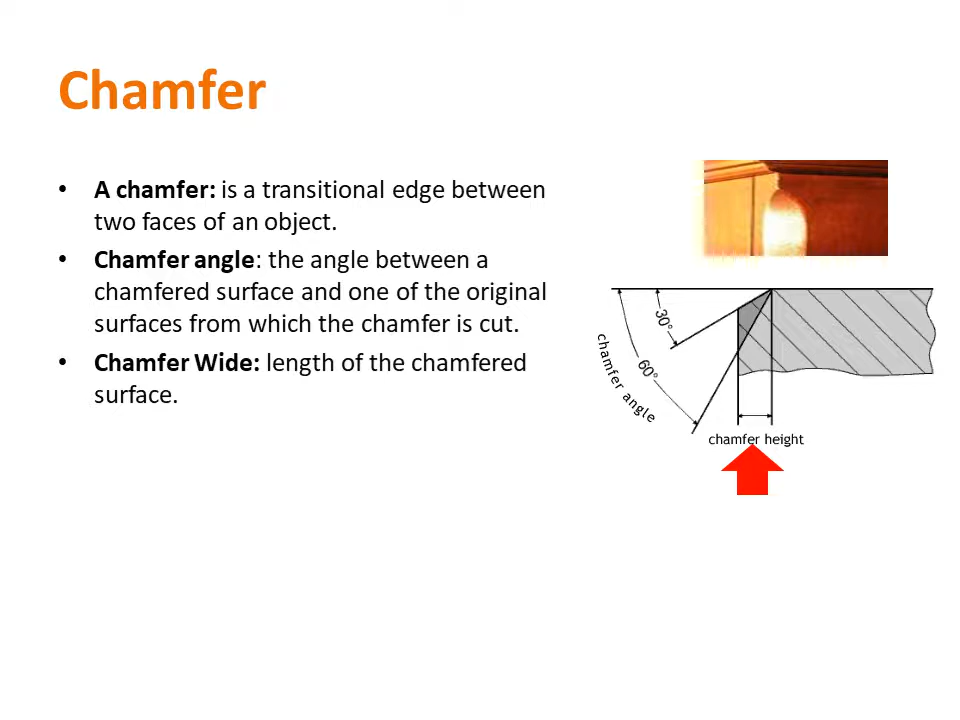 Chamfer
• A chamfer: is a transitional edge between
two faces of an object.
• Chamfer angle: the angle between a
chamfered surface and one of the original
surfaces from which the chamfer is cut.
• Chamfer Wide: length of the chamfered
surface.
30°
60°
chamfer angle
chamfer height